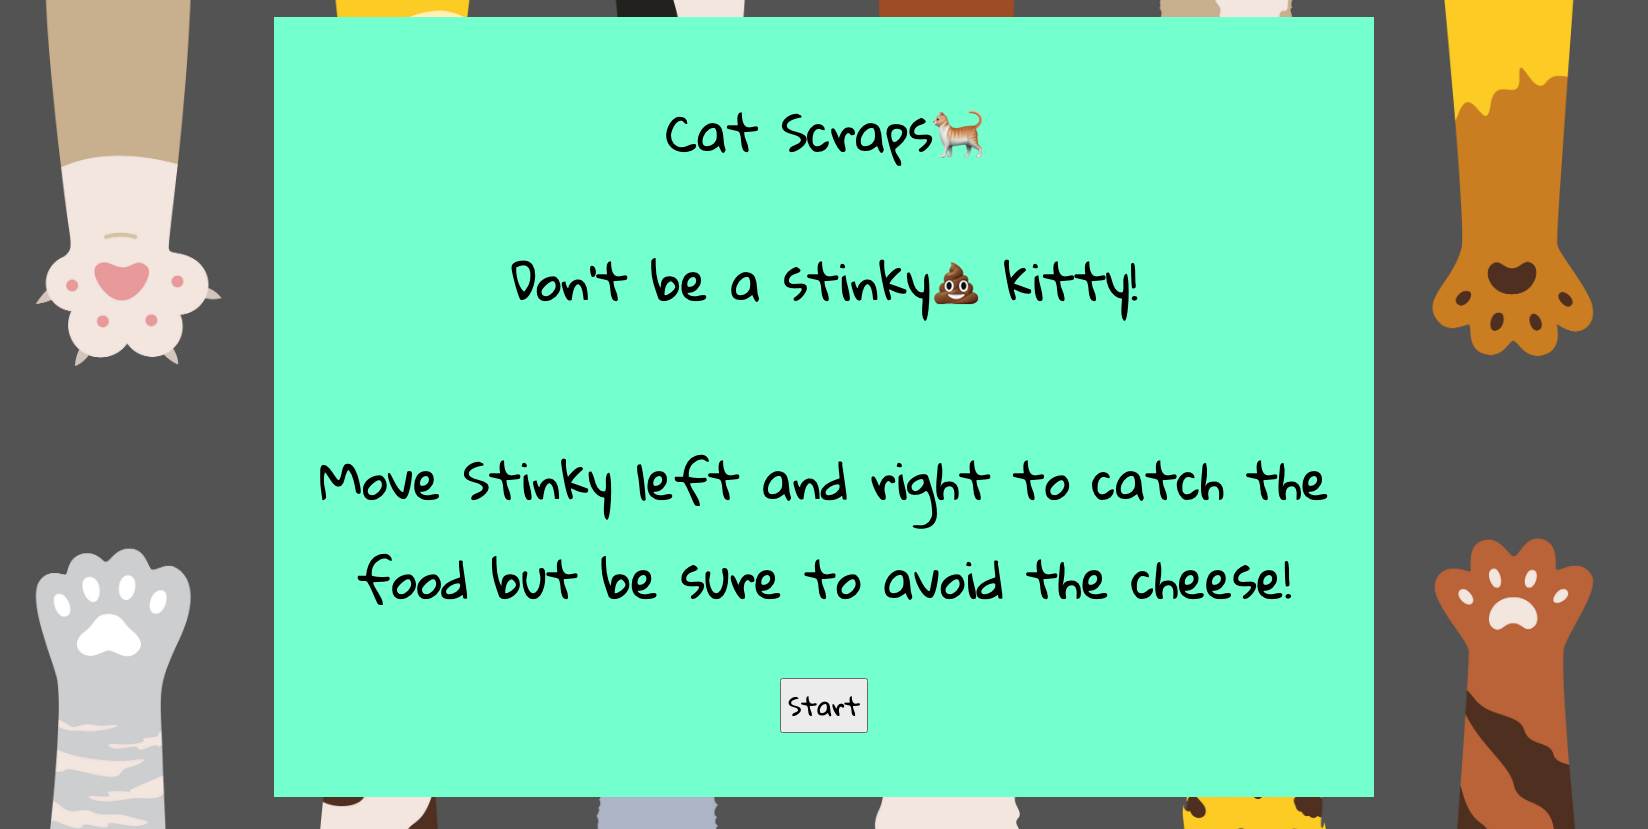 Cat Scraps🐈
Don't be a stinky💩 kitty!
Move Stinky left and right to catch the
food but be sure to avoid the cheese!
Start